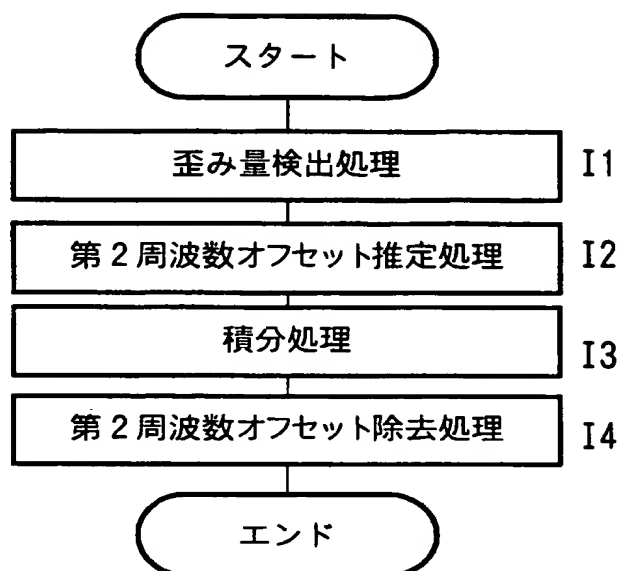 スタート
歪み量検出処理 I1
第2周波数オフセット推定処理 I2
積分処理 I3
第2周波数オフセット除去処理 I4
エンド